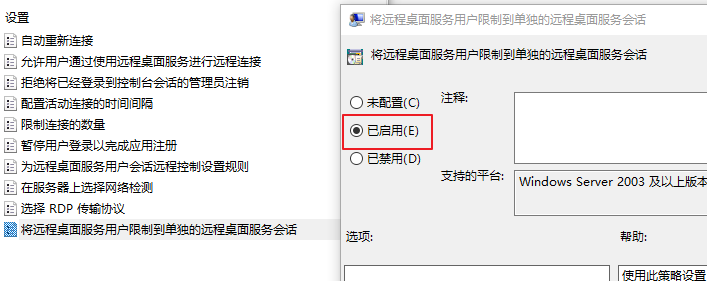 设置
自动重新连接
允许用户通过使用远程桌面服务进行远程连接
拒绝将已经登录到控制台会话的管理员注销
配置活动连接的时间间隔
限制连接的数量
暂停用户登录以完成应用注册
为远程桌面服务用户会话远程控制设置规则
在服务器上选择网络检测
选择 RDP 传输协议
将远程桌面服务用户限制到单独的远程桌面服务会话
将远程桌面服务用户限制到单独的远程桌面服务会话
将远程桌面服务用户限制到单独的远程桌面服务会话
未配置(C)
注释:
已启用(E)
已禁用(D)
支持的平台:
Windows Server 2003 及以上版本
选项:
帮助:
使用此策略设置